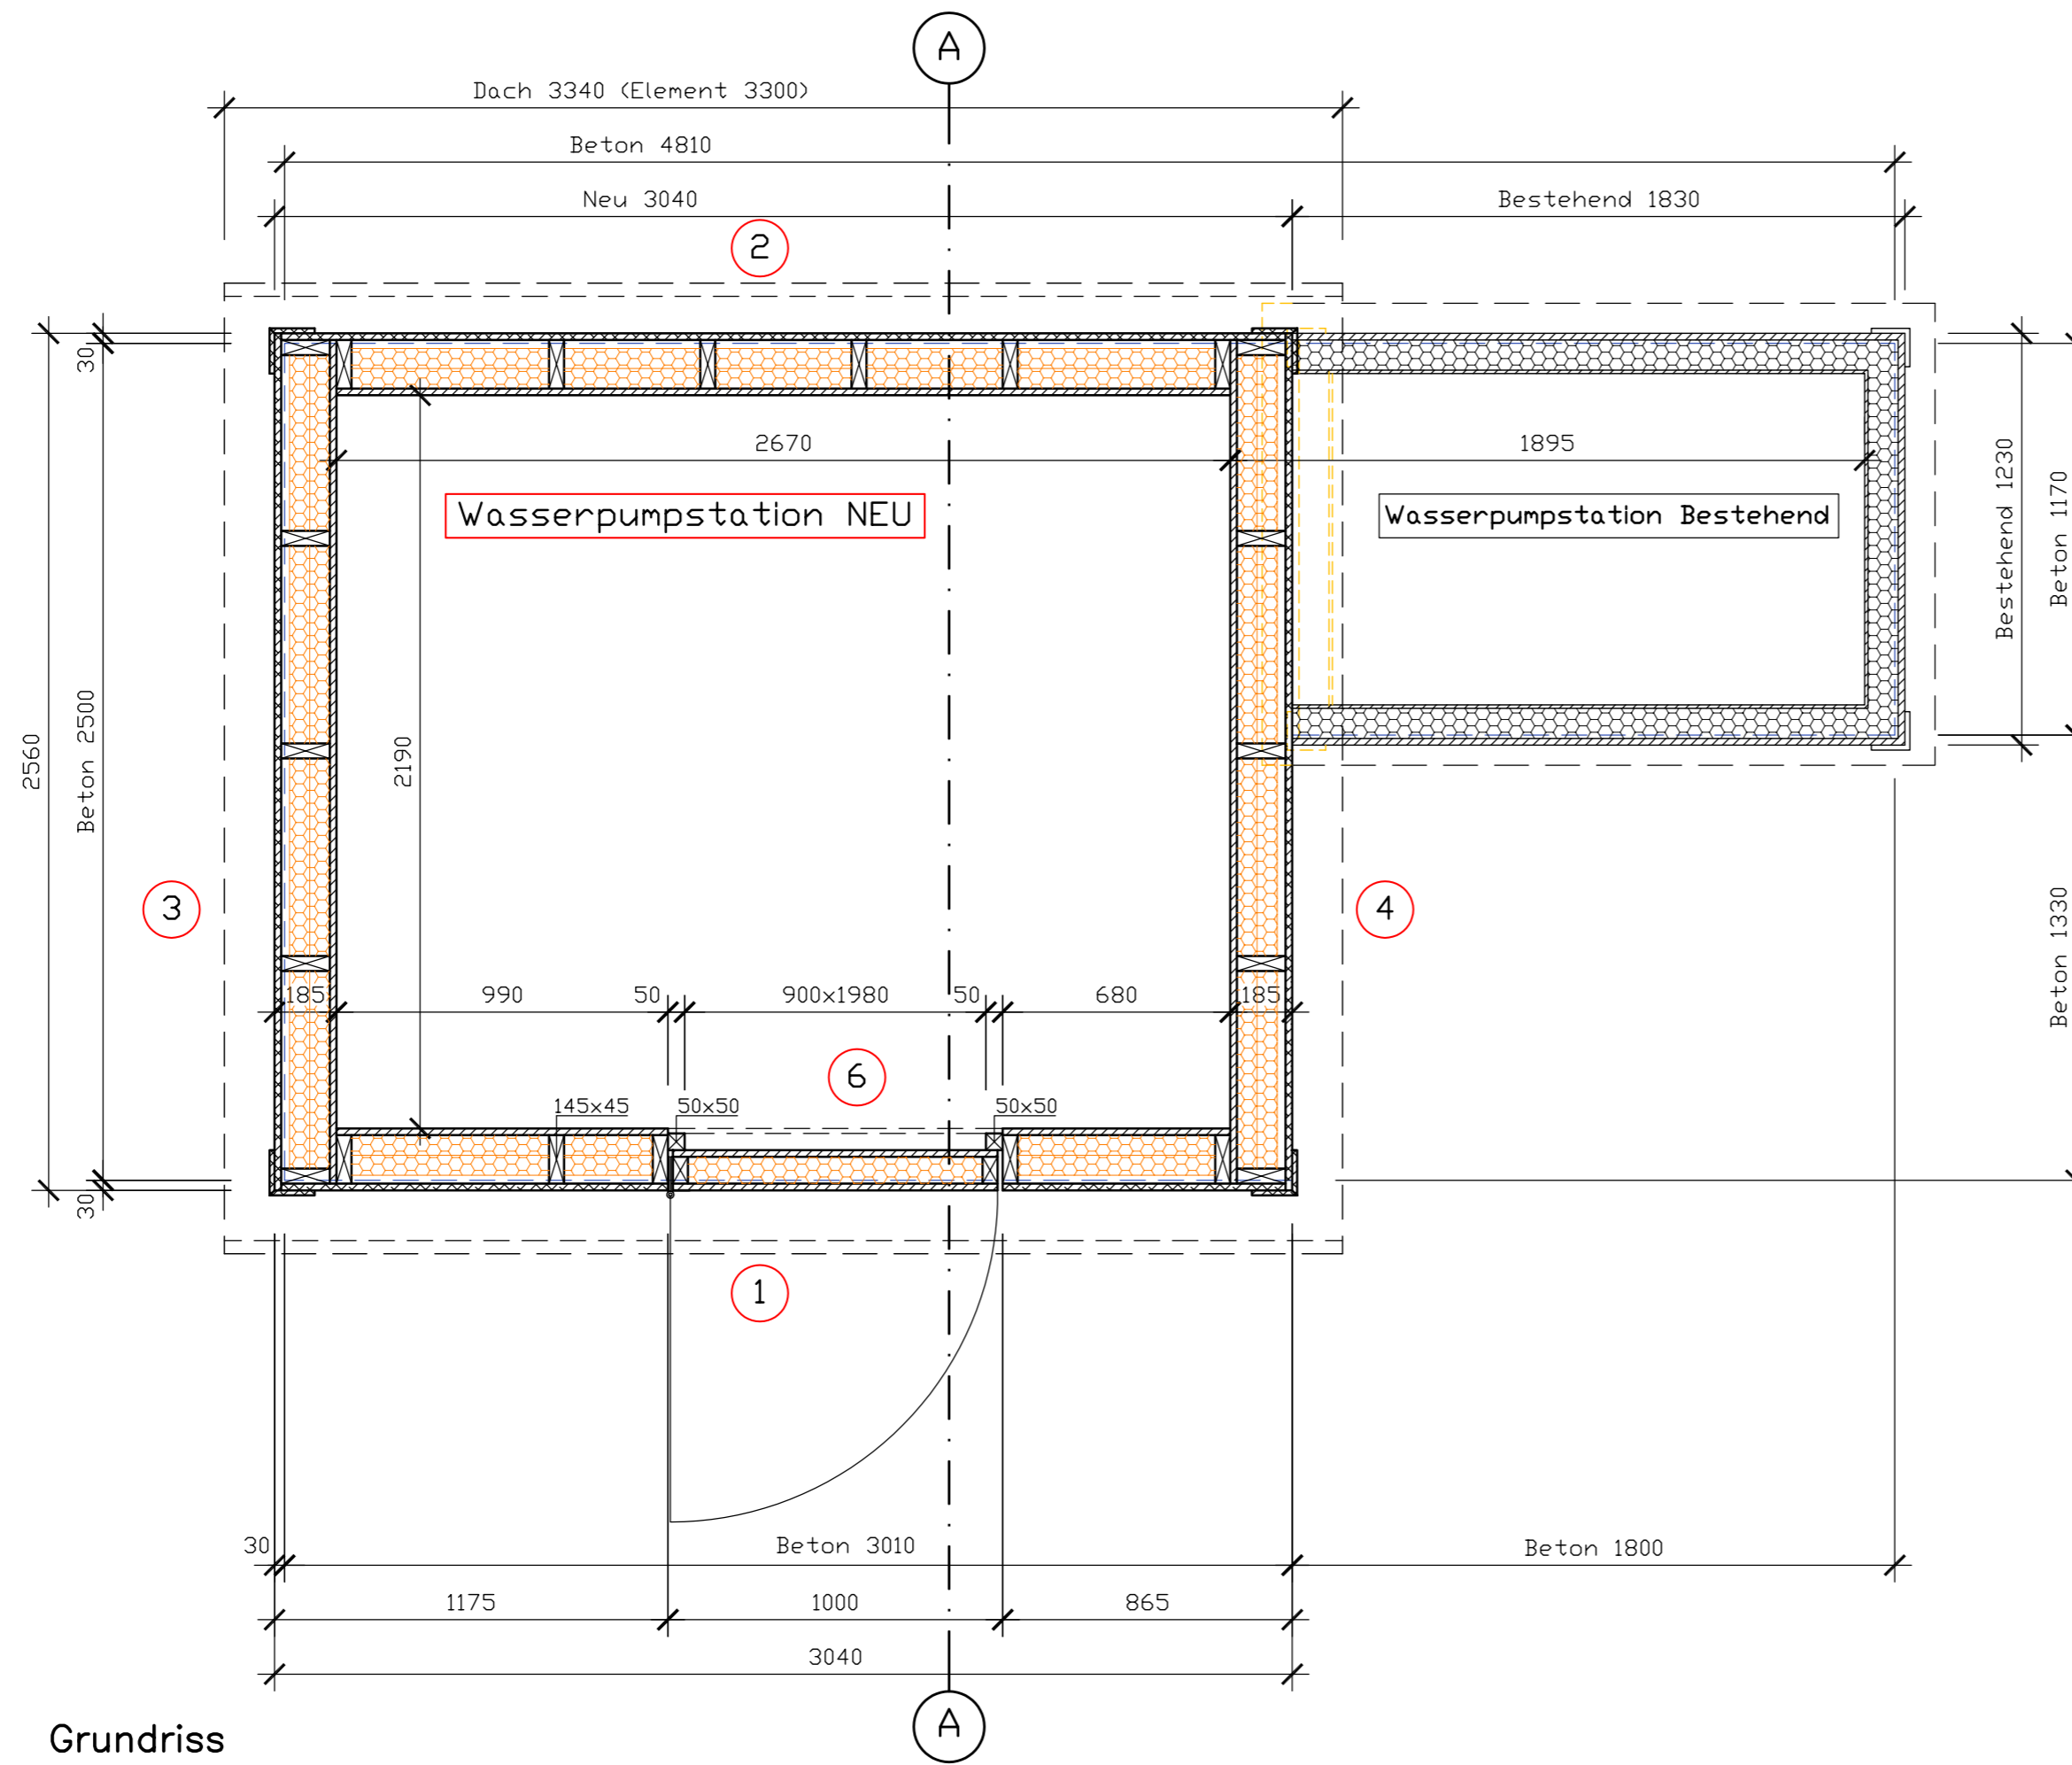 A
Dach 3340 (Element 3300)
Beton 4810
Neu 3040
Bestehend 1830
2
30
2670
1895
Wasserpumpstation NEU
Wasserpumpstation Bestehend
Bestehend 1230
Beton 1170
2560
Beton 2500
2190
3
4
Beton 1330
185
990
50
900x1980
50
680
185
6
145x45
50x50
50x50
30
1
30
Beton 3010
Beton 1800
1175
1000
865
3040
A
Grundriss